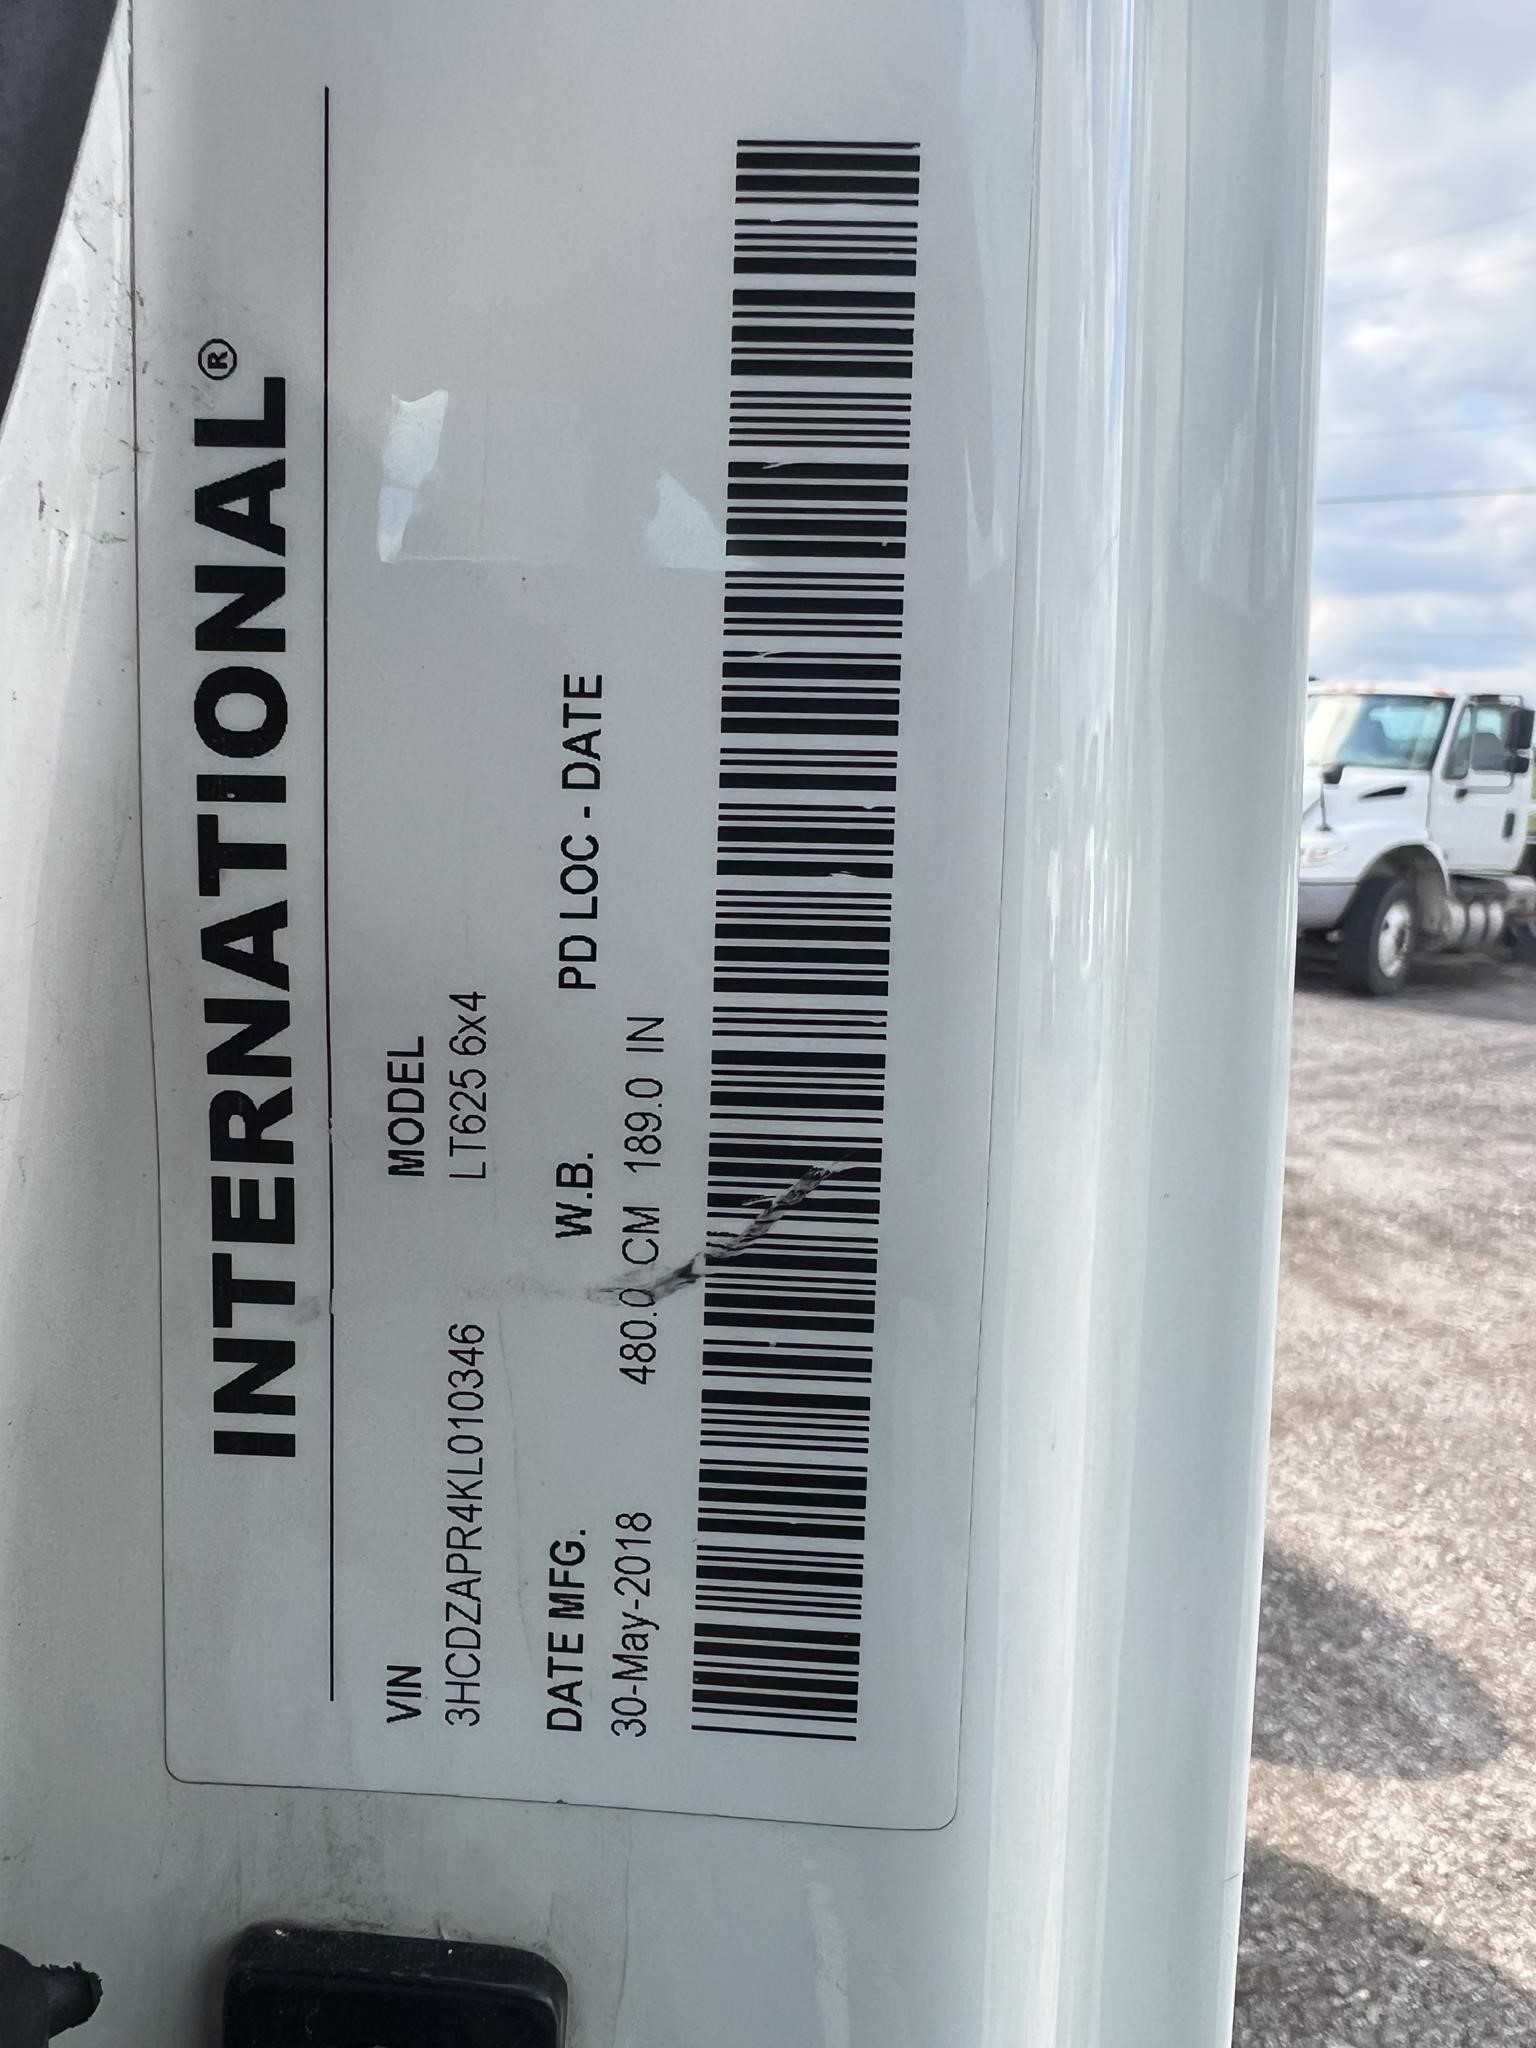 INTERNATIONAL®
VIN MODEL
3HCDZAPR4KL010346 LT625 6x4
DATE MFG. W.B. PD LOC - DATE
30-May-2018 480.0 CM 189.0 IN